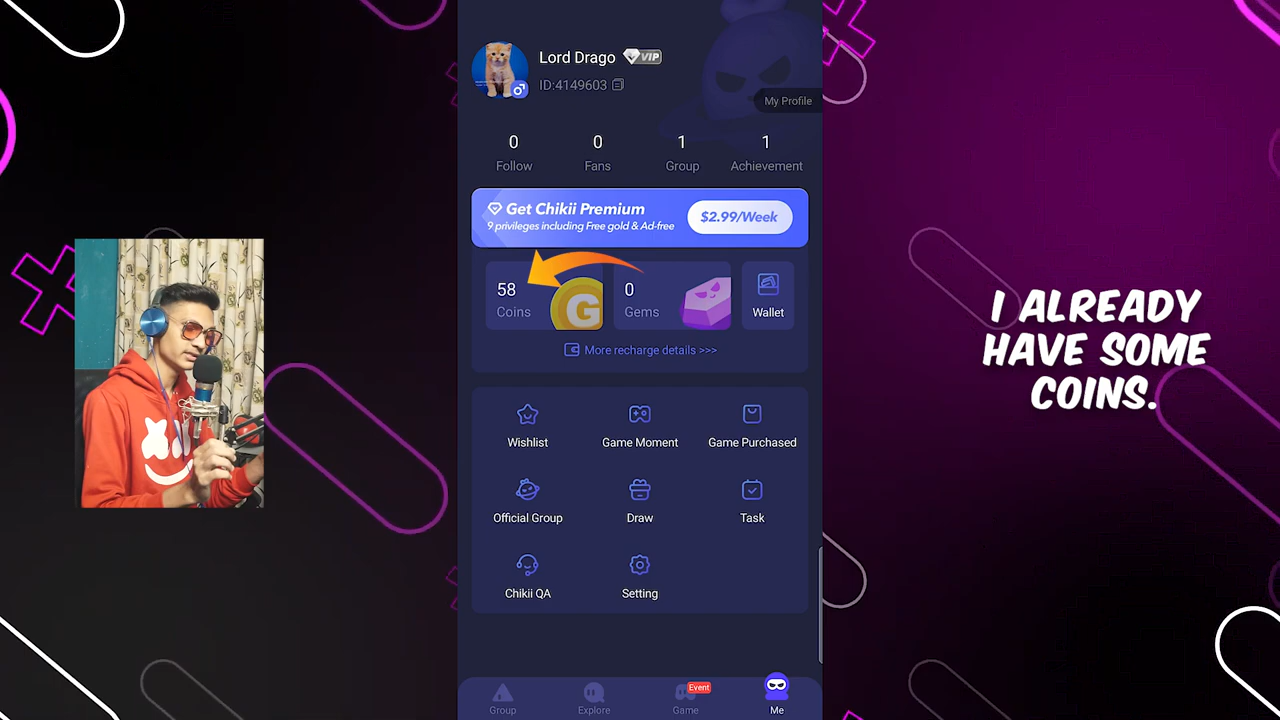 Lord Drago VIP
ID:4149603
My Profile
0 0 1 1
Follow Fans Group Achievement
Get Chikii Premium
9 privileges including Free gold & Ad-free
$2.99/Week
58
Coins
G
0
Gems
Wallet
More recharge details >>>
Wishlist Game Moment Game Purchased
Official Group Draw Task
Chikii QA Setting
Group Explore Game Event Me
I ALREADY
HAVE SOME
COINS.